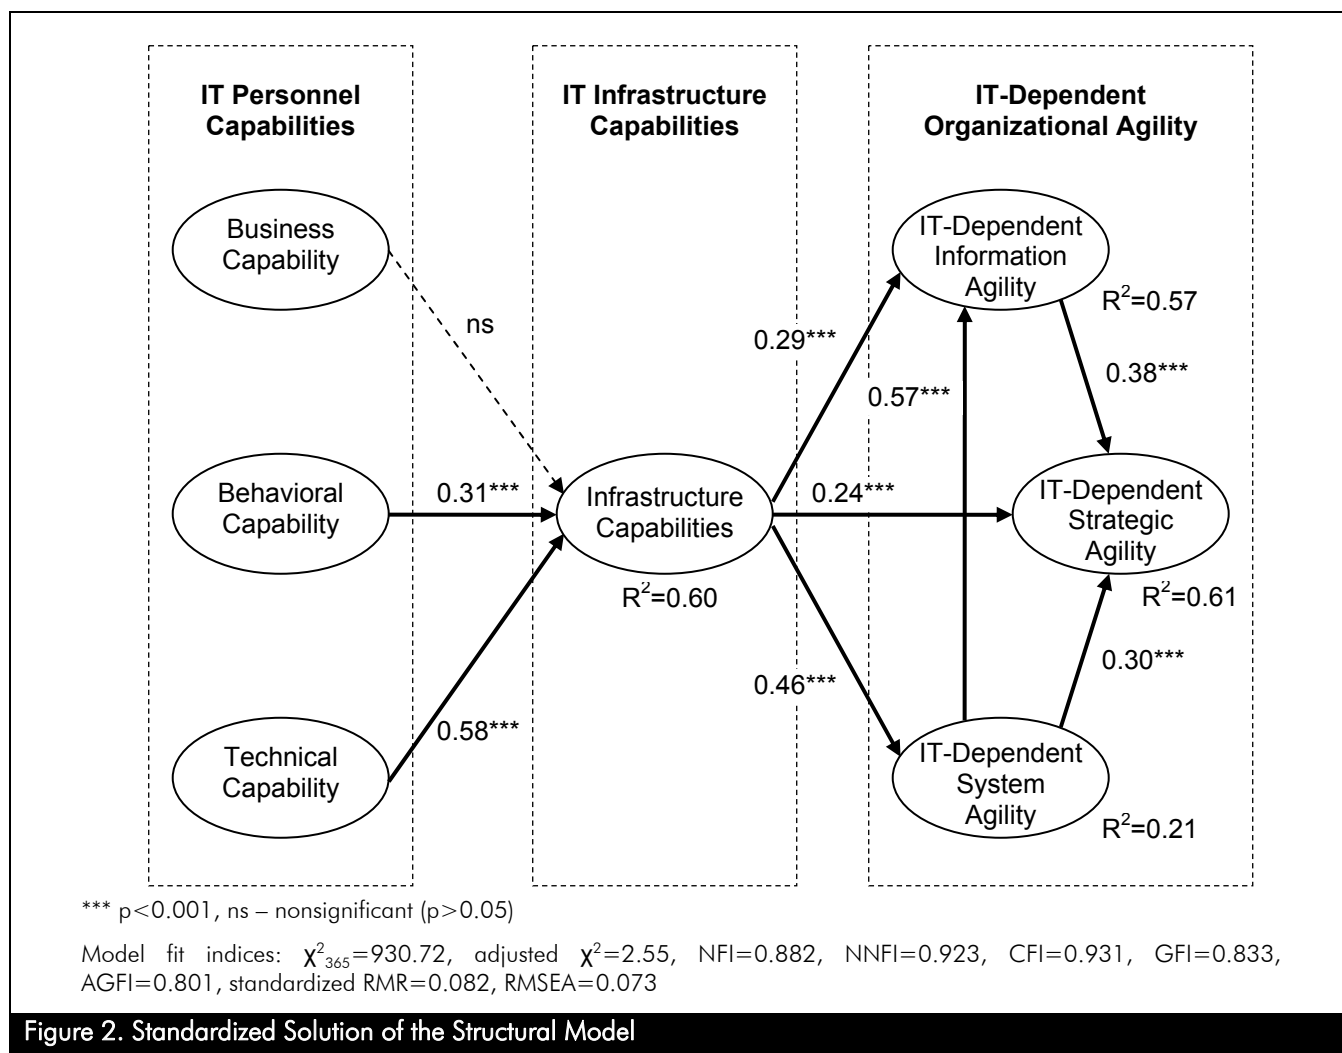 IT Personnel
Capabilities
IT Infrastructure
Capabilities
IT-Dependent
Organizational Agility
Business
Capability
IT-Dependent
Information
Agility
R²=0.57
ns
0.29***
0.57***
0.38***
Behavioral
Capability
0.31***
Infrastructure
Capabilities
R²=0.60
0.24***
IT-Dependent
Strategic
Agility
R²=0.61
0.30***
0.46***
0.58***
Technical
Capability
IT-Dependent
System
Agility
R²=0.21
*** p<0.001, ns – nonsignificant (p>0.05)
Model fit indices: χ²₃₆₅=930.72, adjusted χ²=2.55, NFI=0.882, NNFI=0.923, CFI=0.931, GFI=0.833,
AGFI=0.801, standardized RMR=0.082, RMSEA=0.073
Figure 2. Standardized Solution of the Structural Model